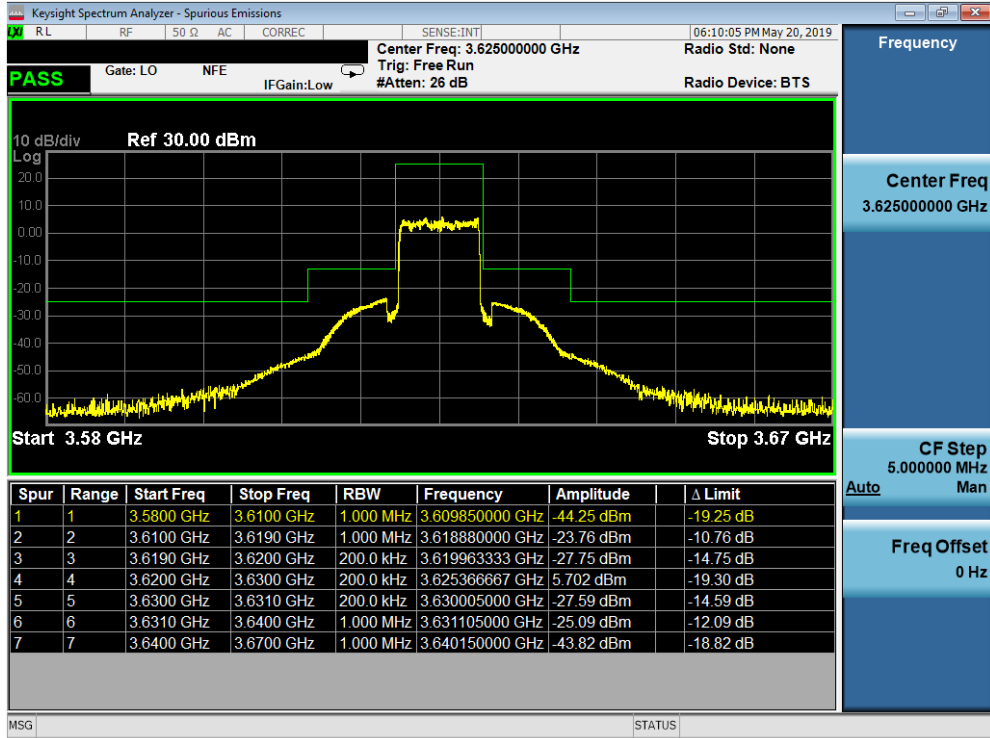 Keysight Spectrum Analyzer - Spurious Emissions
LXI RL RF 50 Ω AC CORREC SENSE:INT 06:10:05 PM May 20, 2019
Center Freq: 3.625000000 GHz Radio Std: None
PASS Gate: LO NFE Trig: Free Run
IFGain:Low #Atten: 26 dB Radio Device: BTS
10 dB/div Ref 30.00 dBm
Log
20.0
10.0
0.00
-10.0
-20.0
-30.0
-40.0
-50.0
-60.0
Start 3.58 GHz Stop 3.67 GHz
Spur Range Start Freq Stop Freq RBW Frequency Amplitude Δ Limit
1 1 3.5800 GHz 3.6100 GHz 1.000 MHz 3.609850000 GHz -44.25 dBm -19.25 dB
2 2 3.6100 GHz 3.6190 GHz 1.000 MHz 3.618880000 GHz -23.76 dBm -10.76 dB
3 3 3.6190 GHz 3.6200 GHz 200.0 kHz 3.619963333 GHz -27.75 dBm -14.75 dB
4 4 3.6200 GHz 3.6300 GHz 200.0 kHz 3.625366667 GHz 5.702 dBm -19.30 dB
5 5 3.6300 GHz 3.6310 GHz 200.0 kHz 3.630005000 GHz -27.59 dBm -14.59 dB
6 6 3.6310 GHz 3.6400 GHz 1.000 MHz 3.631105000 GHz -25.09 dBm -12.09 dB
7 7 3.6400 GHz 3.6700 GHz 1.000 MHz 3.640150000 GHz -43.82 dBm -18.82 dB
MSG STATUS
Frequency
Center Freq
3.625000000 GHz
CF Step
5.000000 MHz
Auto Man
Freq Offset
0 Hz